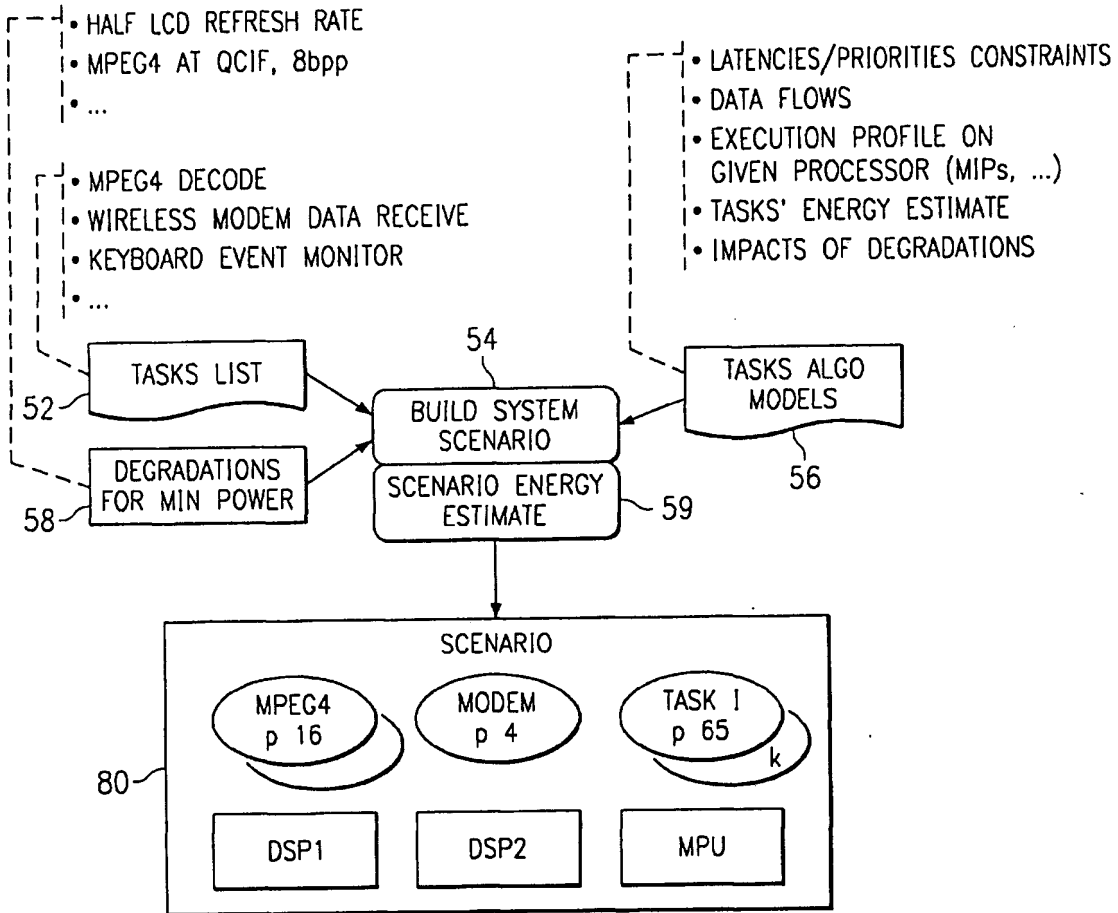 • HALF LCD REFRESH RATE
• MPEG4 AT QCIF, 8bpp
• ...
• MPEG4 DECODE
• WIRELESS MODEM DATA RECEIVE
• KEYBOARD EVENT MONITOR
• ...
• LATENCIES/PRIORITIES CONSTRAINTS
• DATA FLOWS
• EXECUTION PROFILE ON
GIVEN PROCESSOR (MIPs, ...)
• TASKS' ENERGY ESTIMATE
• IMPACTS OF DEGRADATIONS
TASKS LIST
52
DEGRADATIONS
FOR MIN POWER
58
54
BUILD SYSTEM
SCENARIO
SCENARIO ENERGY
ESTIMATE
59
TASKS ALGO
MODELS
56
SCENARIO
MPEG4
p 16
MODEM
p 4
TASK I
p 65
k
80
DSP1
DSP2
MPU